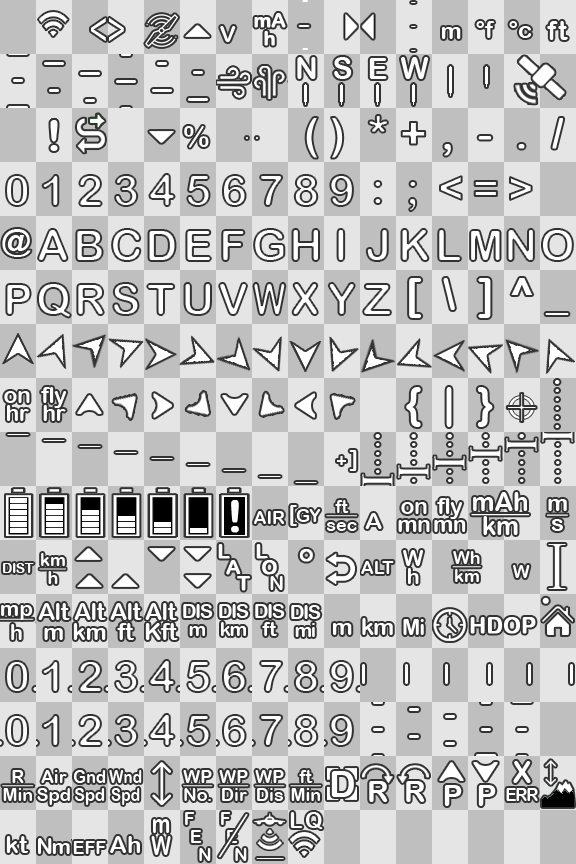 V mA h - - m °f °c ft
N S E W
! % .. ( ) * + , - . /
0 1 2 3 4 5 6 7 8 9 : ; < = >
@ A B C D E F G H I J K L M N O
P Q R S T U V W X Y Z [ \ ] ^ _
on hr fly hr { | } 
+]
! AIR [GY ft sec A on mn fly mn mAh km m s
DIST km h LAT LON ° ALT W h Wh km W
mp h Alt m Alt km Alt ft Alt Kft DIS m DIS km DIS ft DIS mi m km Mi HDOP
0. 1. 2. 3. 4. 5. 6. 7. 8. 9.
.0 .1 .2 .3 .4 .5 .6 .7 .8 .9
R Min Air Spd Gnd Spd Wnd Spd WP No. WP Dir WP Dis ft Min D R R P P X ERR
kt Nm EFF Ah m W F E N F/E N LQ